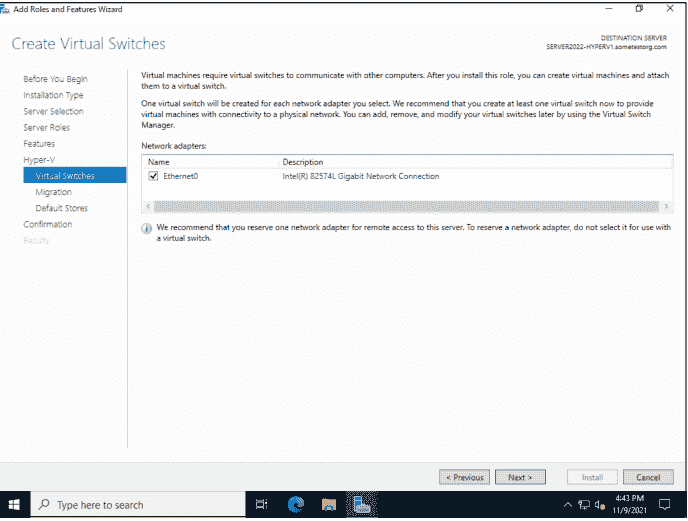 Add Roles and Features Wizard
Create Virtual Switches
DESTINATION SERVER
SERVER2022-HYPERV1.sometestorg.com
Before You Begin
Installation Type
Server Selection
Server Roles
Features
Hyper-V
Virtual Switches
Migration
Default Stores
Confirmation
Results
Virtual machines require virtual switches to communicate with other computers. After you install this role, you can create virtual machines and attach
them to a virtual switch.
One virtual switch will be created for each network adapter you select. We recommend that you create at least one virtual switch now to provide
virtual machines with connectivity to a physical network. You can add, remove, and modify your virtual switches later by using the Virtual Switch
Manager.
Network adapters:
Name Description
Ethernet0 Intel(R) 82574L Gigabit Network Connection
We recommend that you reserve one network adapter for remote access to this server. To reserve a network adapter, do not select it for use with
a virtual switch.
< Previous Next > Install Cancel
Type here to search
4:43 PM
11/9/2021